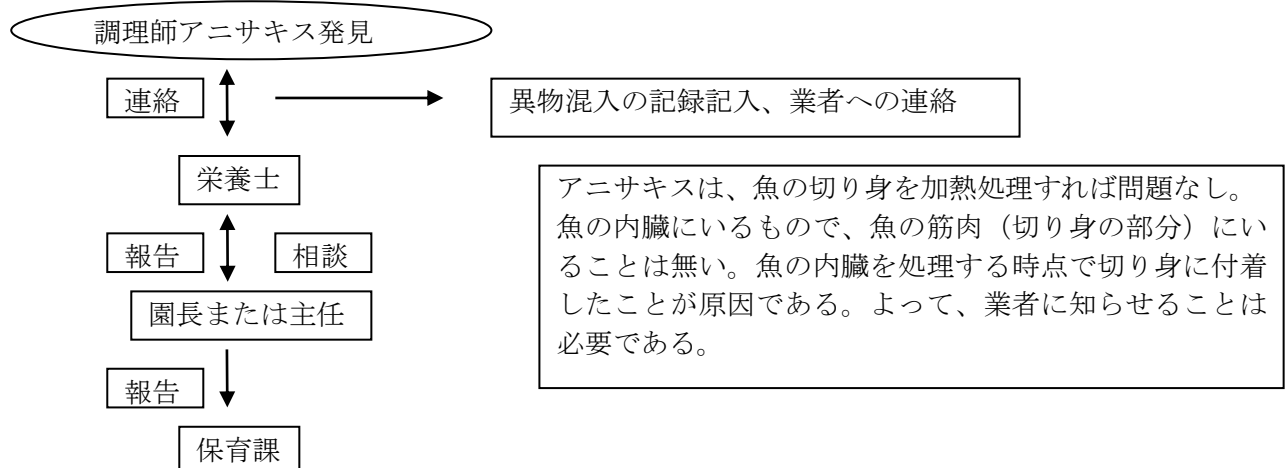 調理師アニサキス発見
連絡
異物混入の記録記入、業者への連絡
栄養士
アニサキスは、魚の切り身を加熱処理すれば問題なし。
魚の内臓にいるもので、魚の筋肉（切り身の部分）にい
ることは無い。魚の内臓を処理する時点で切り身に付着
したことが原因である。よって、業者に知らせることは
必要である。
報告
相談
園長または主任
報告
保育課